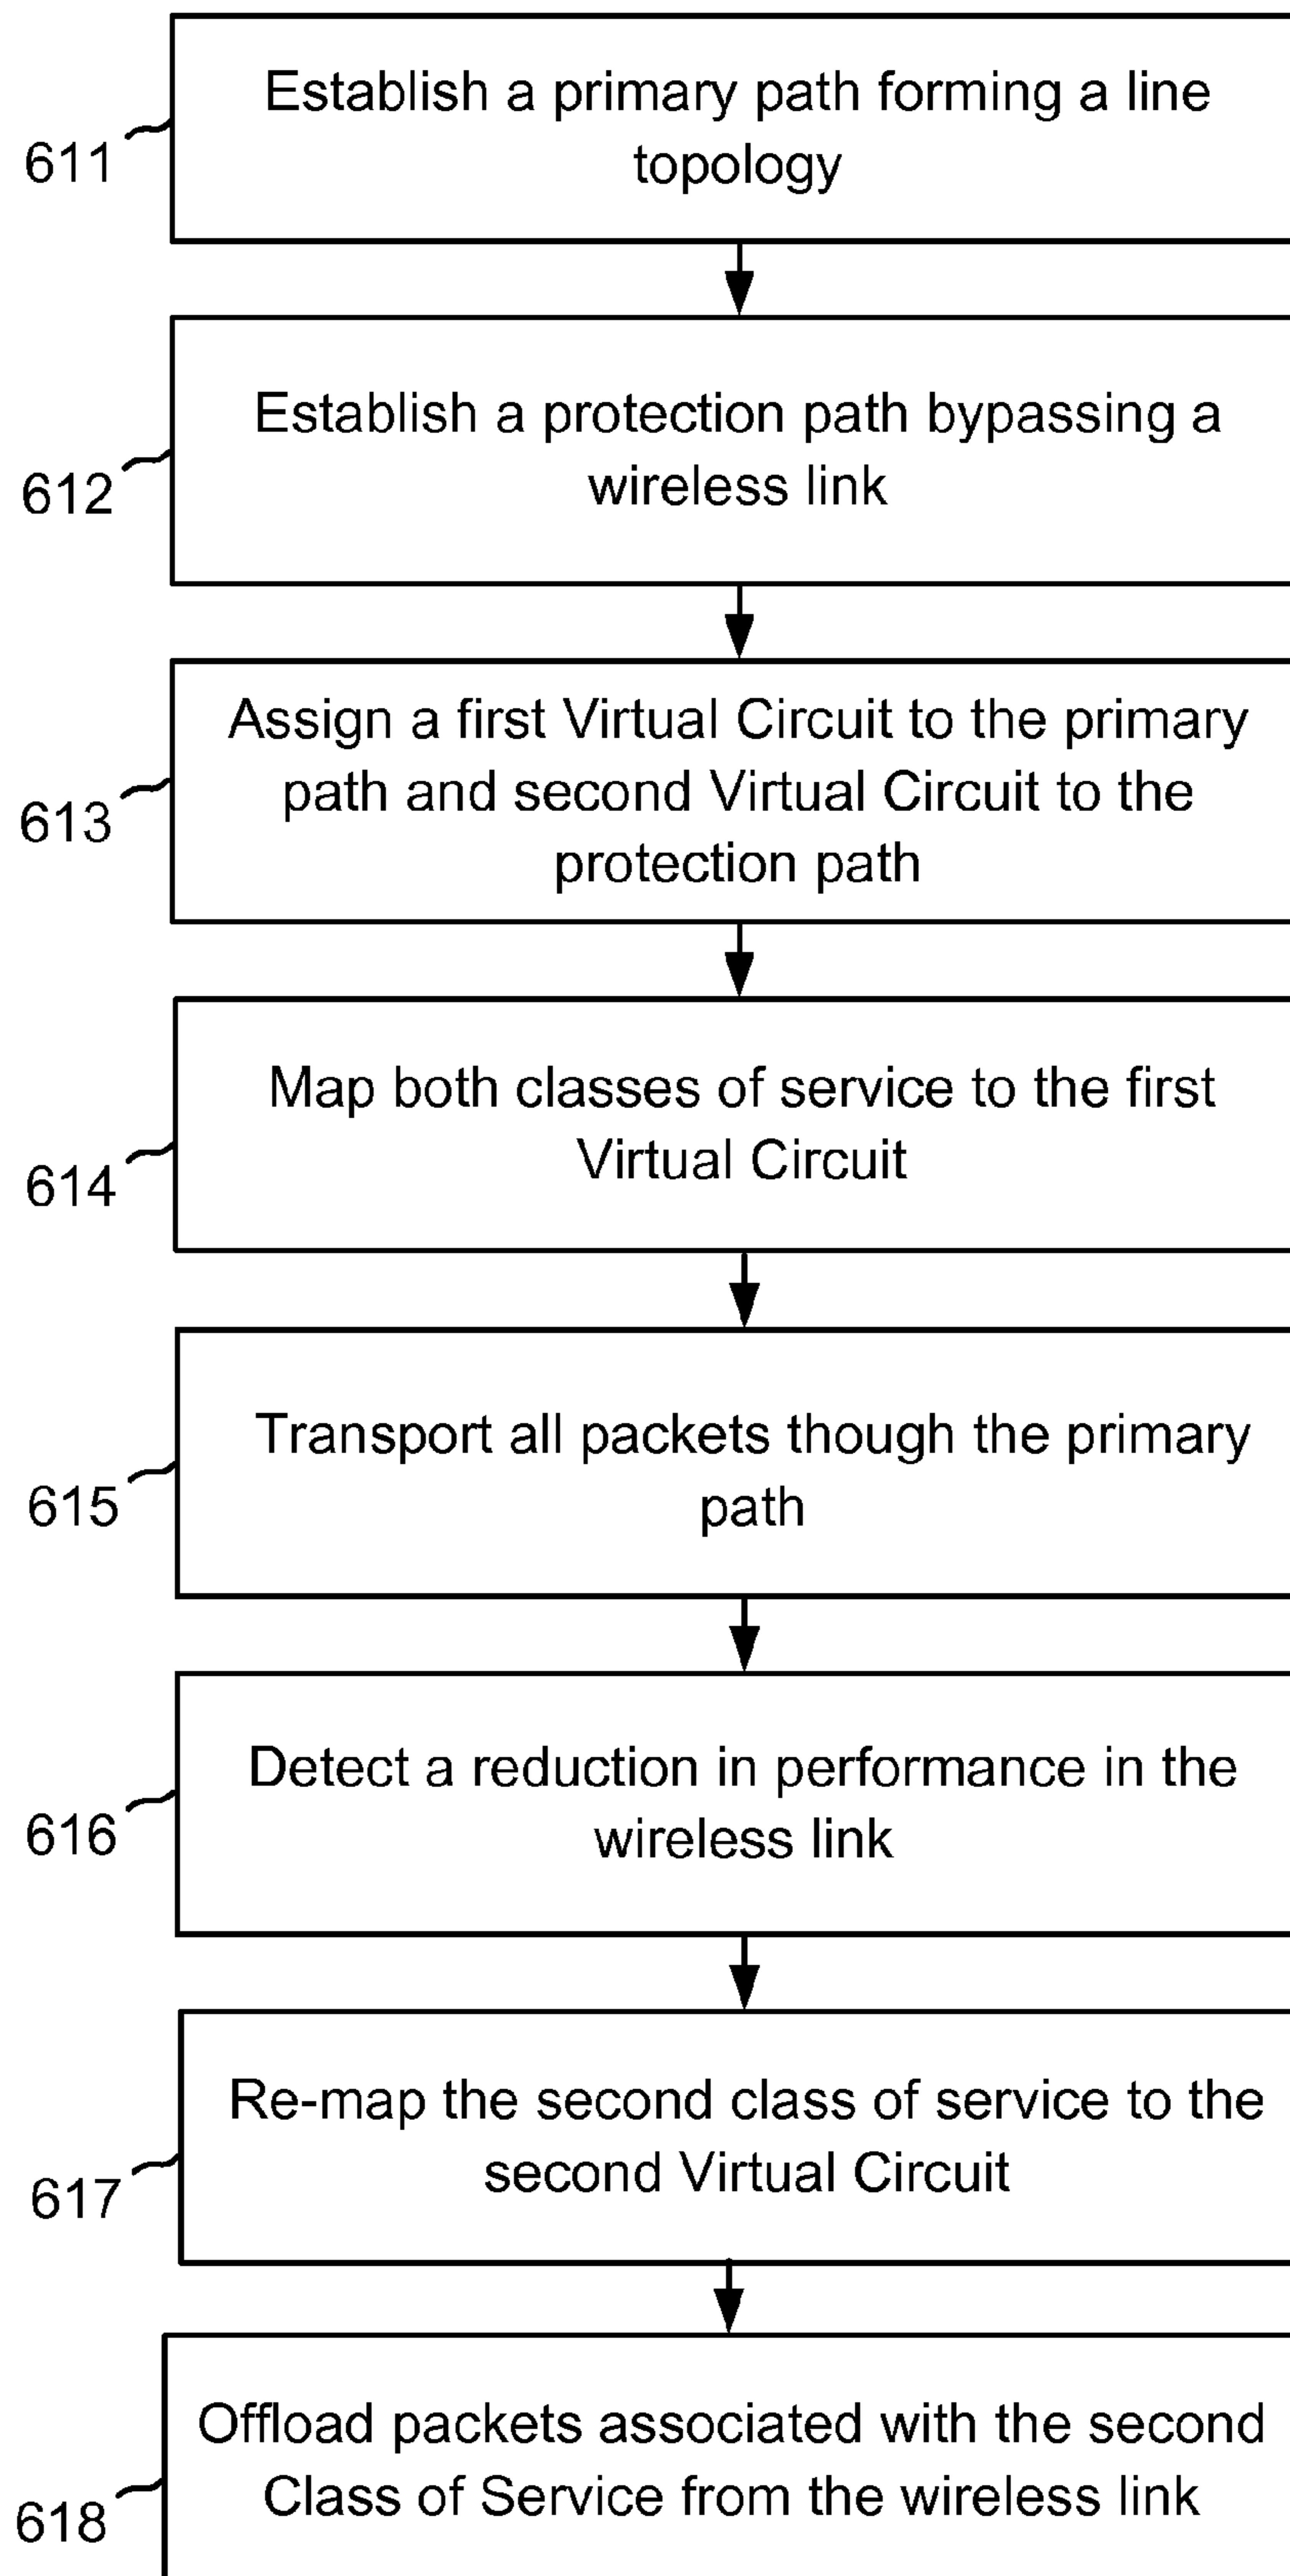 Establish a primary path forming a line
topology
611
Establish a protection path bypassing a
wireless link
612
Assign a first Virtual Circuit to the primary
path and second Virtual Circuit to the
protection path
613
Map both classes of service to the first
Virtual Circuit
614
Transport all packets though the primary
path
615
Detect a reduction in performance in the
wireless link
616
Re-map the second class of service to the
second Virtual Circuit
617
Offload packets associated with the second
Class of Service from the wireless link
618